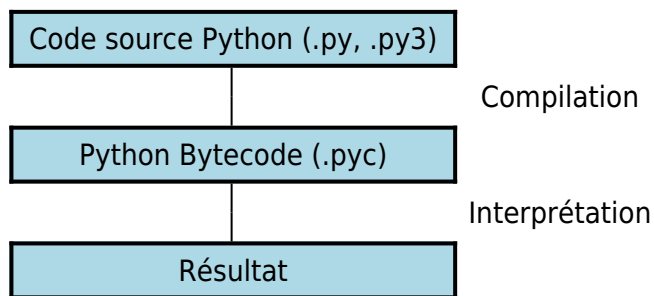 Code source Python (.py, .py3)
Compilation
Python Bytecode (.pyc)
Interprétation
Résultat